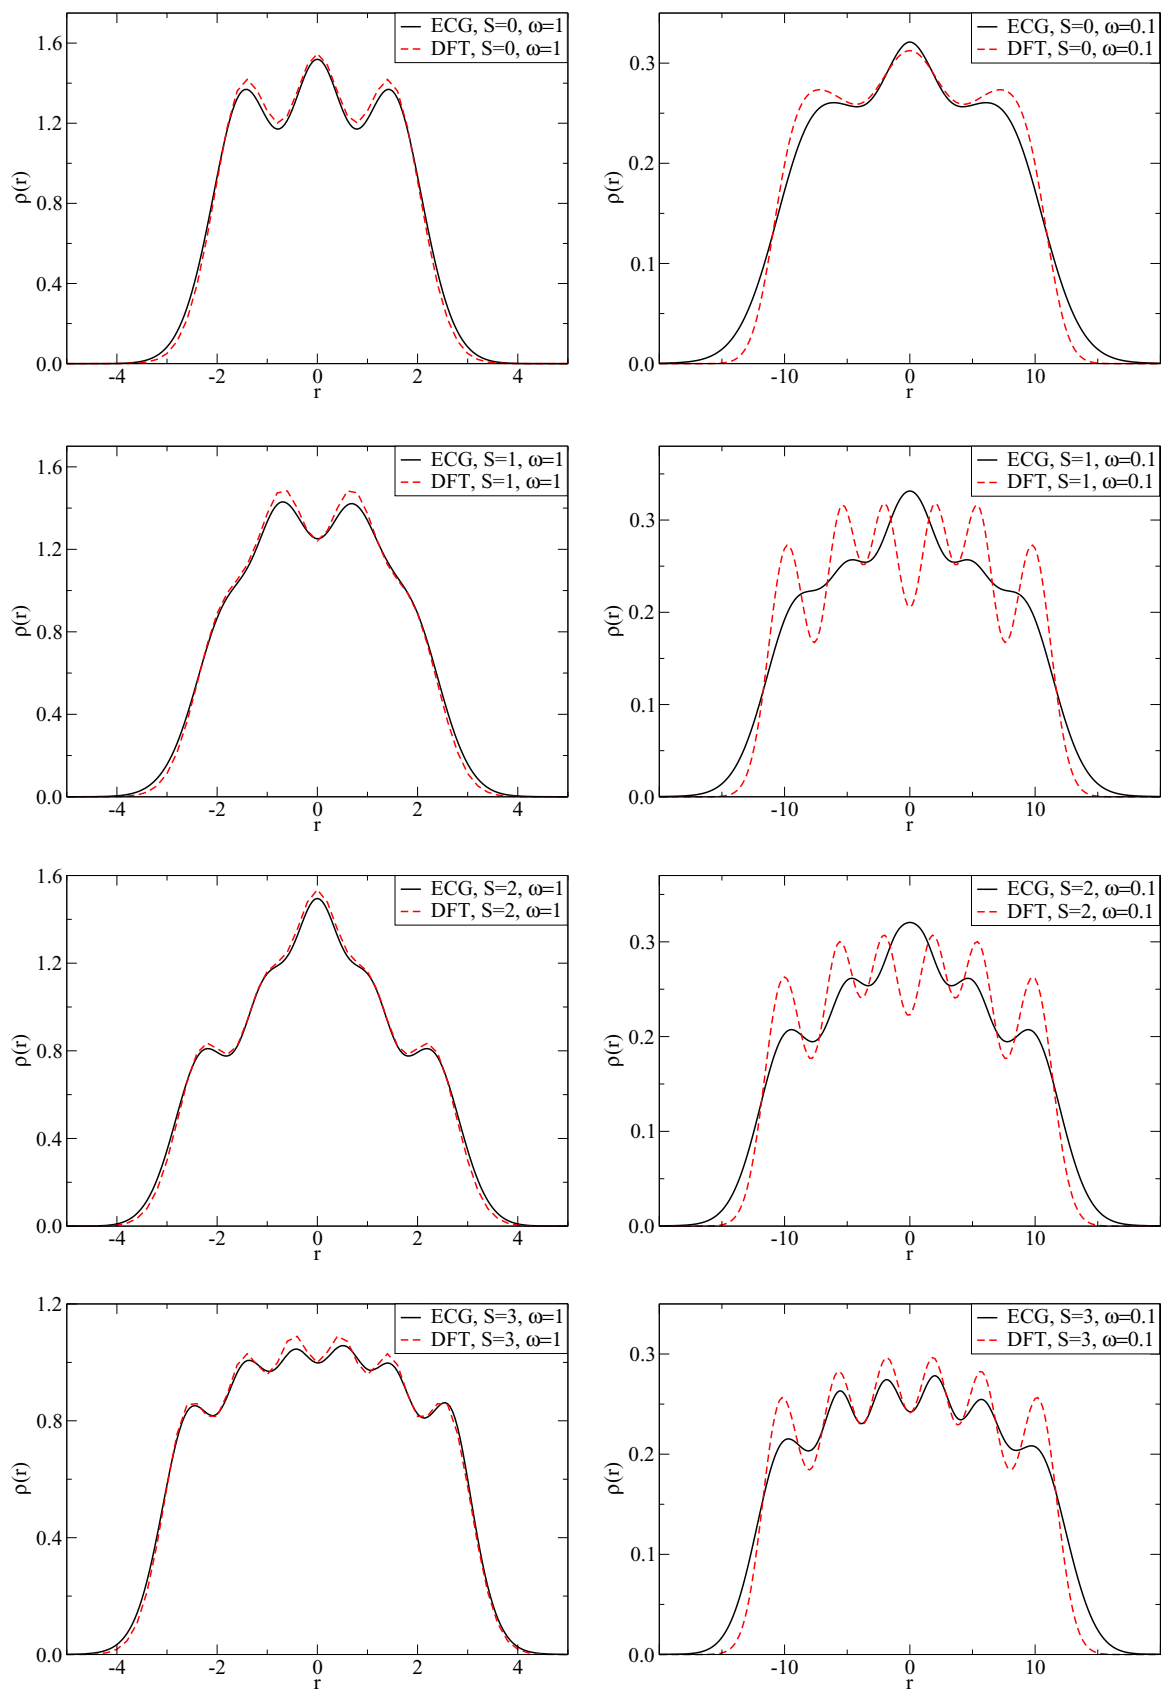 ECG, S=0, ω=1
DFT, S=0, ω=1
1.6
1.2
0.8
0.4
0.0
ρ(r)
-4 -2 0 2 4
r
ECG, S=0, ω=0.1
DFT, S=0, ω=0.1
0.3
0.2
0.1
0.0
ρ(r)
-10 0 10
r
ECG, S=1, ω=1
DFT, S=1, ω=1
1.6
1.2
0.8
0.4
0.0
ρ(r)
-4 -2 0 2 4
r
ECG, S=1, ω=0.1
DFT, S=1, ω=0.1
0.3
0.2
0.1
0.0
ρ(r)
-10 0 10
r
ECG, S=2, ω=1
DFT, S=2, ω=1
1.6
1.2
0.8
0.4
0.0
ρ(r)
-4 -2 0 2 4
r
ECG, S=2, ω=0.1
DFT, S=2, ω=0.1
0.3
0.2
0.1
0.0
ρ(r)
-10 0 10
r
ECG, S=3, ω=1
DFT, S=3, ω=1
1.2
0.8
0.4
0.0
ρ(r)
-4 -2 0 2 4
r
ECG, S=3, ω=0.1
DFT, S=3, ω=0.1
0.3
0.2
0.1
0.0
ρ(r)
-10 0 10
r